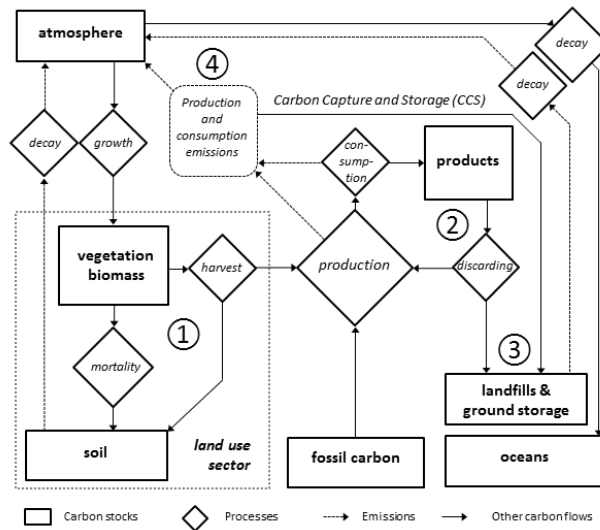 atmosphere
decay
decay
④
Production
and
consumption
emissions
Carbon Capture and Storage (CCS)
decay
growth
con-
sump-
tion
products
②
vegetation
biomass
harvest
production
discarding
①
mortality
③
landfills &
ground storage
soil
land use
sector
fossil carbon
oceans
Carbon stocks
Processes
Emissions
Other carbon flows